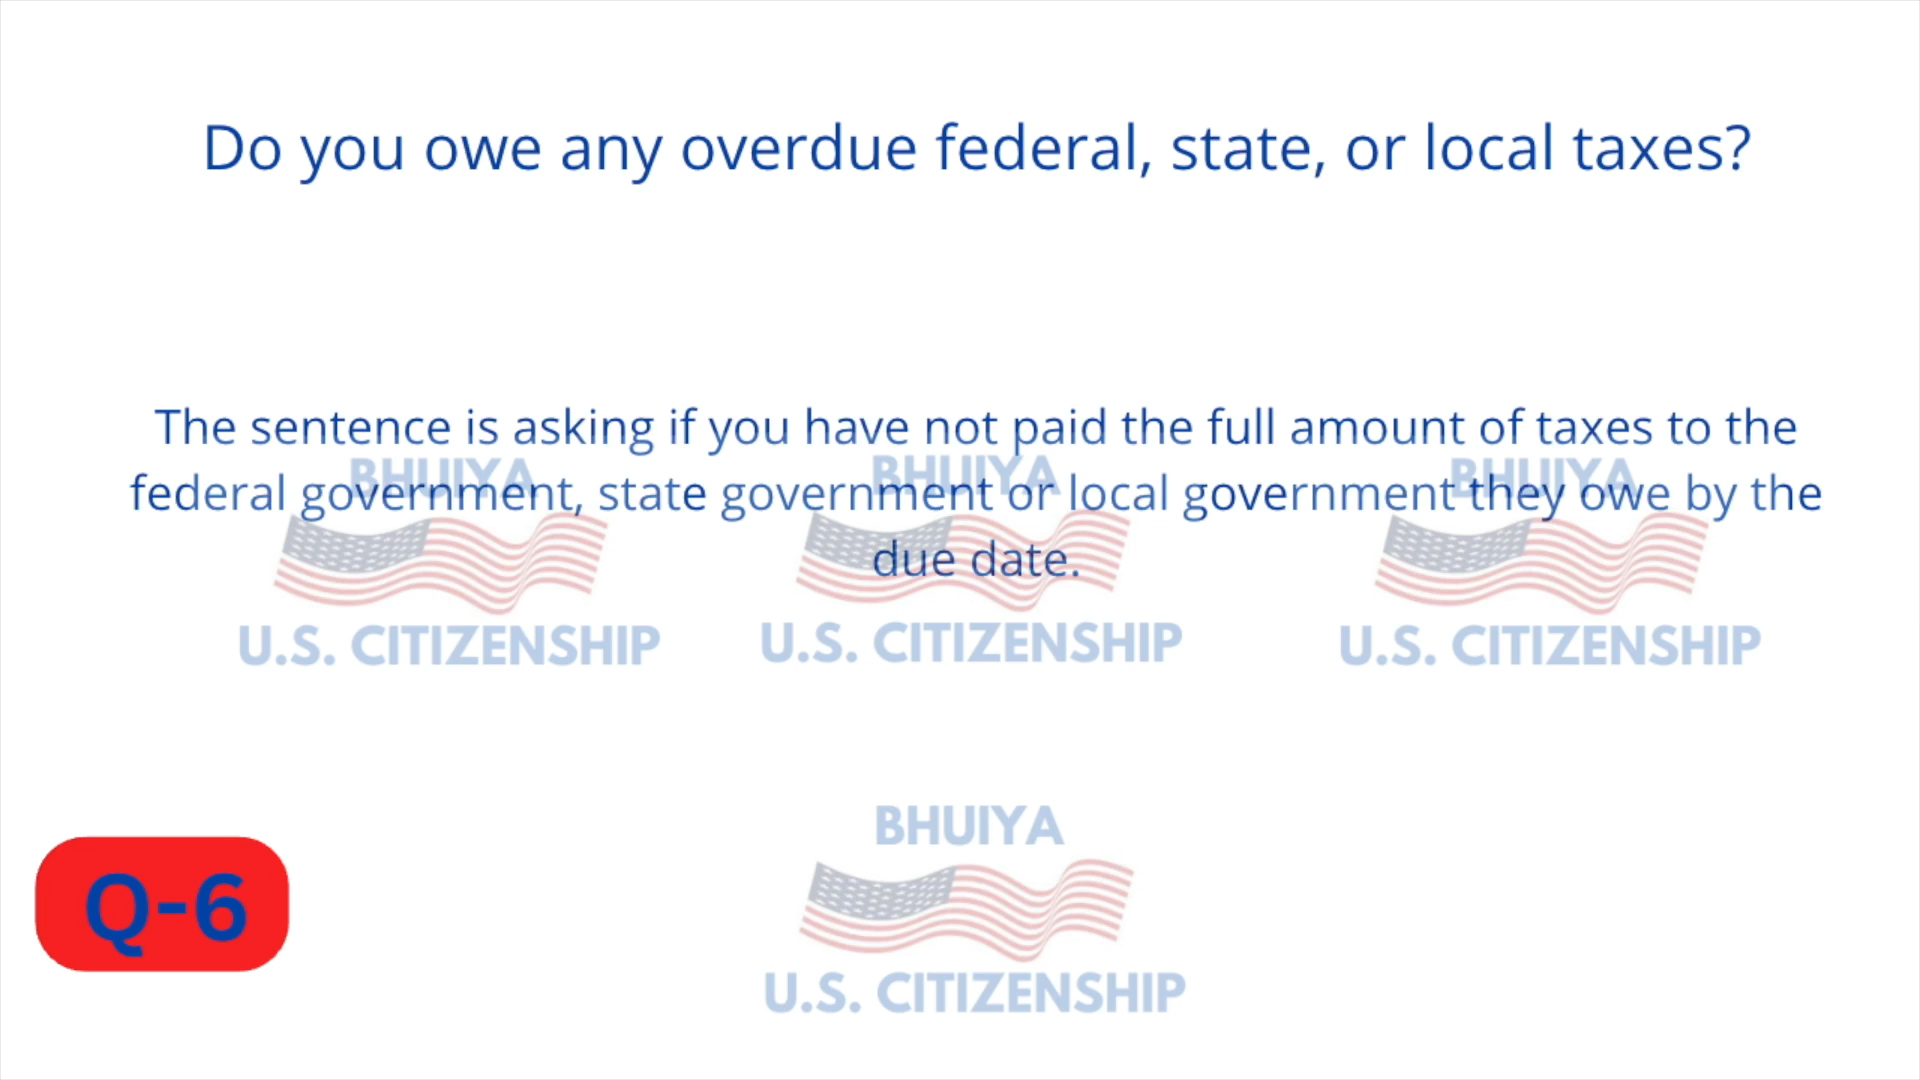 Do you owe any overdue federal, state, or local taxes?
The sentence is asking if you have not paid the full amount of taxes to the
federal government, state government or local government they owe by the
due date.
BHUIYA
U.S. CITIZENSHIP
BHUIYA
U.S. CITIZENSHIP
BHUIYA
U.S. CITIZENSHIP
BHUIYA
U.S. CITIZENSHIP
Q-6